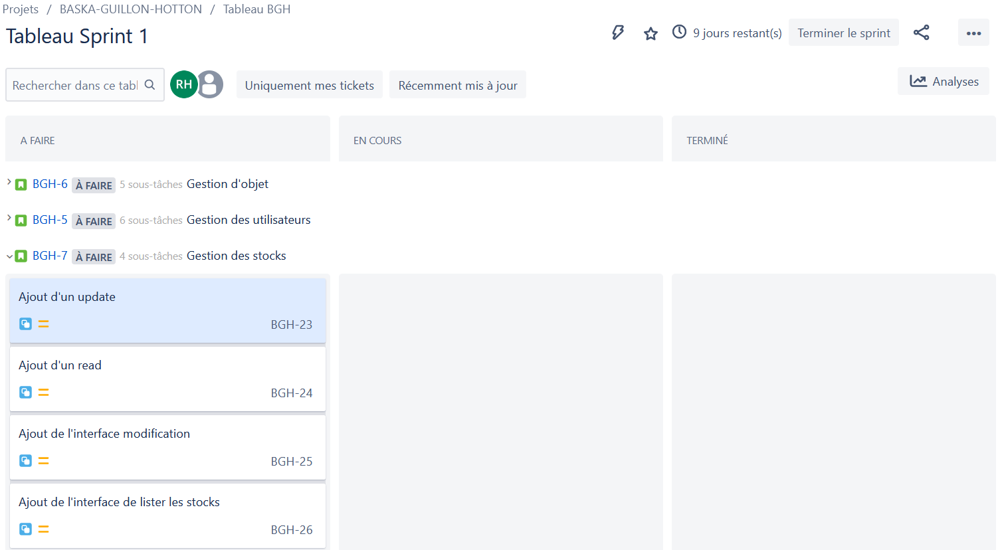 Projets / BASKA-GUILLON-HOTTON / Tableau BGH
Tableau Sprint 1
9 jours restant(s)
Terminer le sprint
Rechercher dans ce tabl
RH
Uniquement mes tickets
Récemment mis à jour
Analyses
A FAIRE
EN COURS
TERMINÉ
BGH-6 À FAIRE 5 sous-tâches Gestion d'objet
BGH-5 À FAIRE 6 sous-tâches Gestion des utilisateurs
BGH-7 À FAIRE 4 sous-tâches Gestion des stocks
Ajout d'un update
BGH-23
Ajout d'un read
BGH-24
Ajout de l'interface modification
BGH-25
Ajout de l'interface de lister les stocks
BGH-26